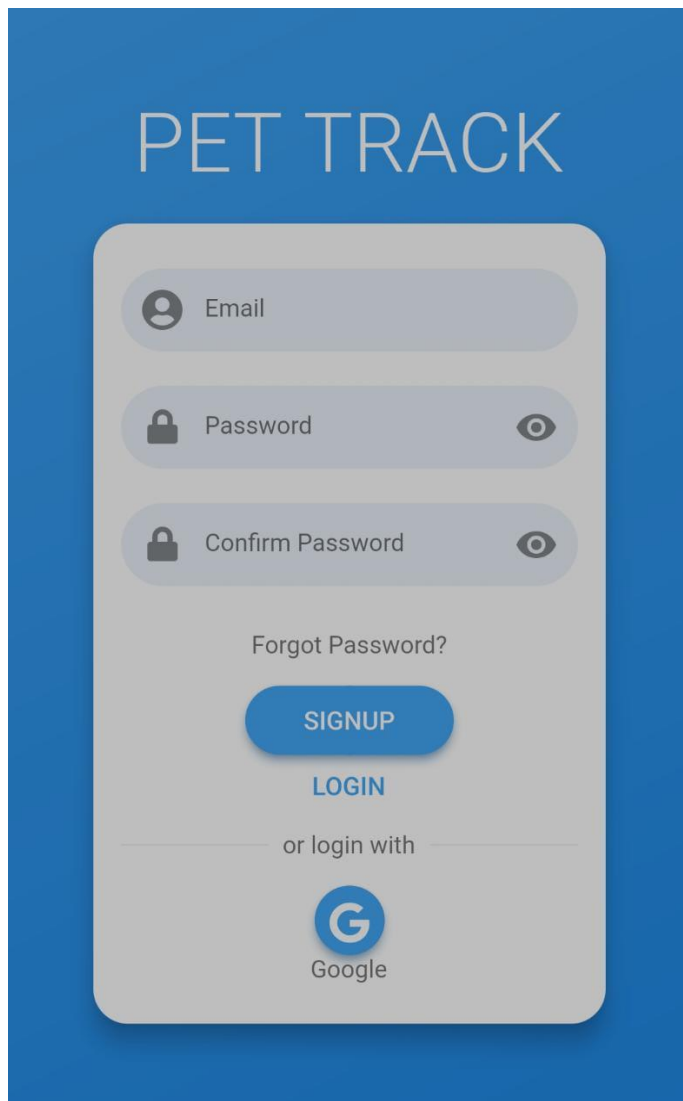 PET TRACK
Email
Password
Confirm Password
Forgot Password?
SIGNUP
LOGIN
or login with
G
Google